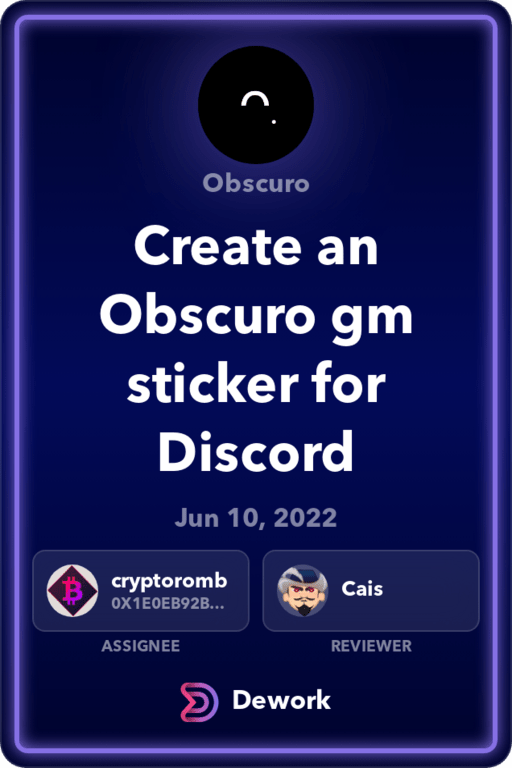 Obscuro
Create an
Obscuro gm
sticker for
Discord
Jun 10, 2022
cryptoromb
0X1E0EB92B...
Cais
ASSIGNEE
REVIEWER
Dework